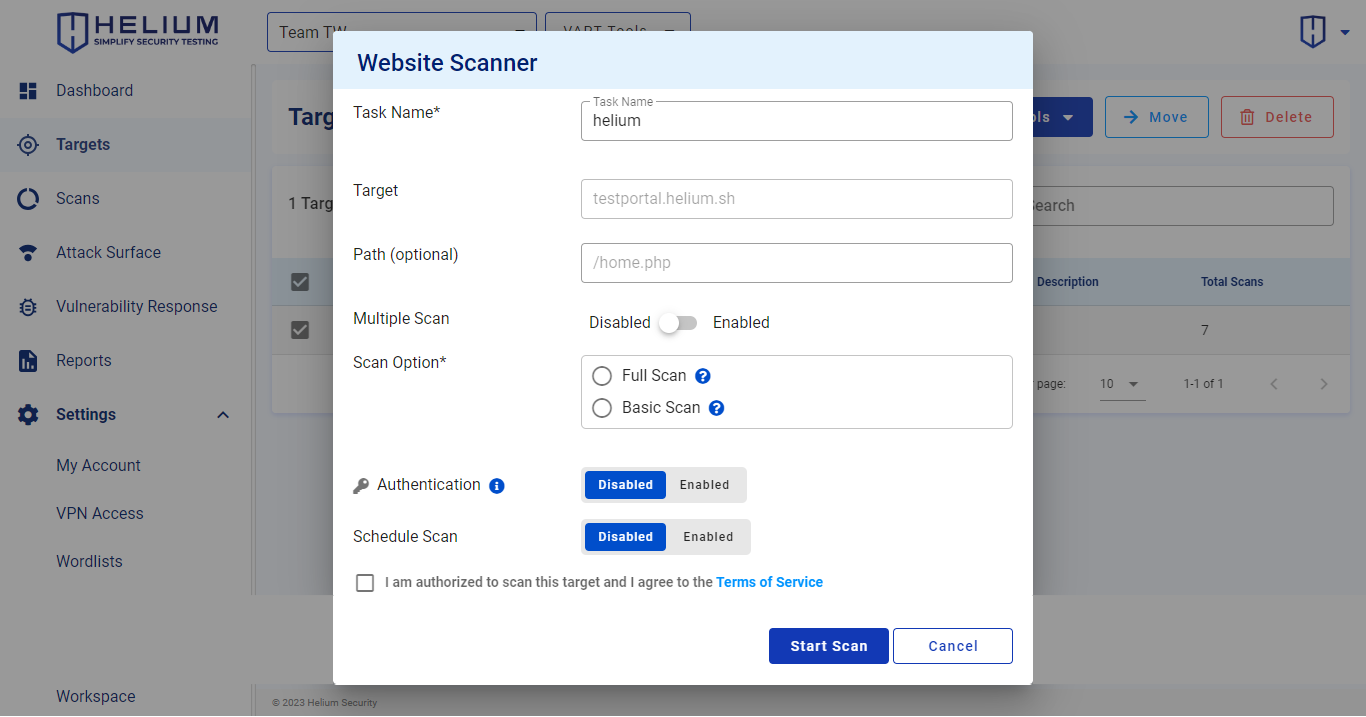 HELIUM
SIMPLIFY SECURITY TESTING
Team TW
VAPT Tools
Dashboard
Targets
Scans
Attack Surface
Vulnerability Response
Reports
Settings
My Account
VPN Access
Wordlists
Workspace
Move
Delete
1
Search
Description
Total Scans
7
page:
10
1-1 of 1
Website Scanner
Task Name*
Task Name
helium
Target
testportal.helium.sh
Path (optional)
/home.php
Multiple Scan
Disabled
Enabled
Scan Option*
Full Scan
Basic Scan
Authentication
Disabled
Enabled
Schedule Scan
Disabled
Enabled
I am authorized to scan this target and I agree to the Terms of Service
Start Scan
Cancel
© 2023 Helium Security